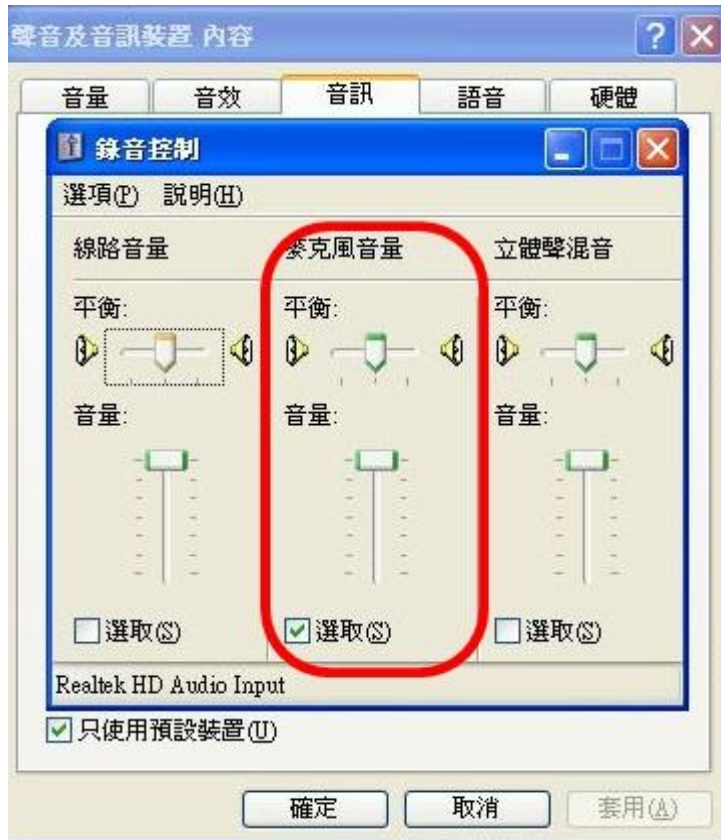 聲音及音訊裝置 內容
音量 音效 音訊 語音 硬體
錄音控制
選項(P) 說明(H)
線路音量 麥克風音量 立體聲混音
平衡: 平衡: 平衡:
音量: 音量: 音量:
選取(S) 選取(S) 選取(S)
Realtek HD Audio Input
只使用預設裝置(U)
確定 取消 套用(A)